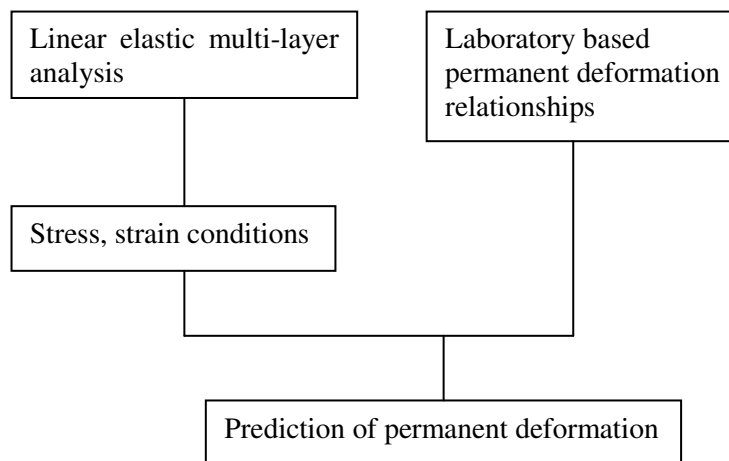 Linear elastic multi-layer
analysis
Laboratory based
permanent deformation
relationships
Stress, strain conditions
Prediction of permanent deformation